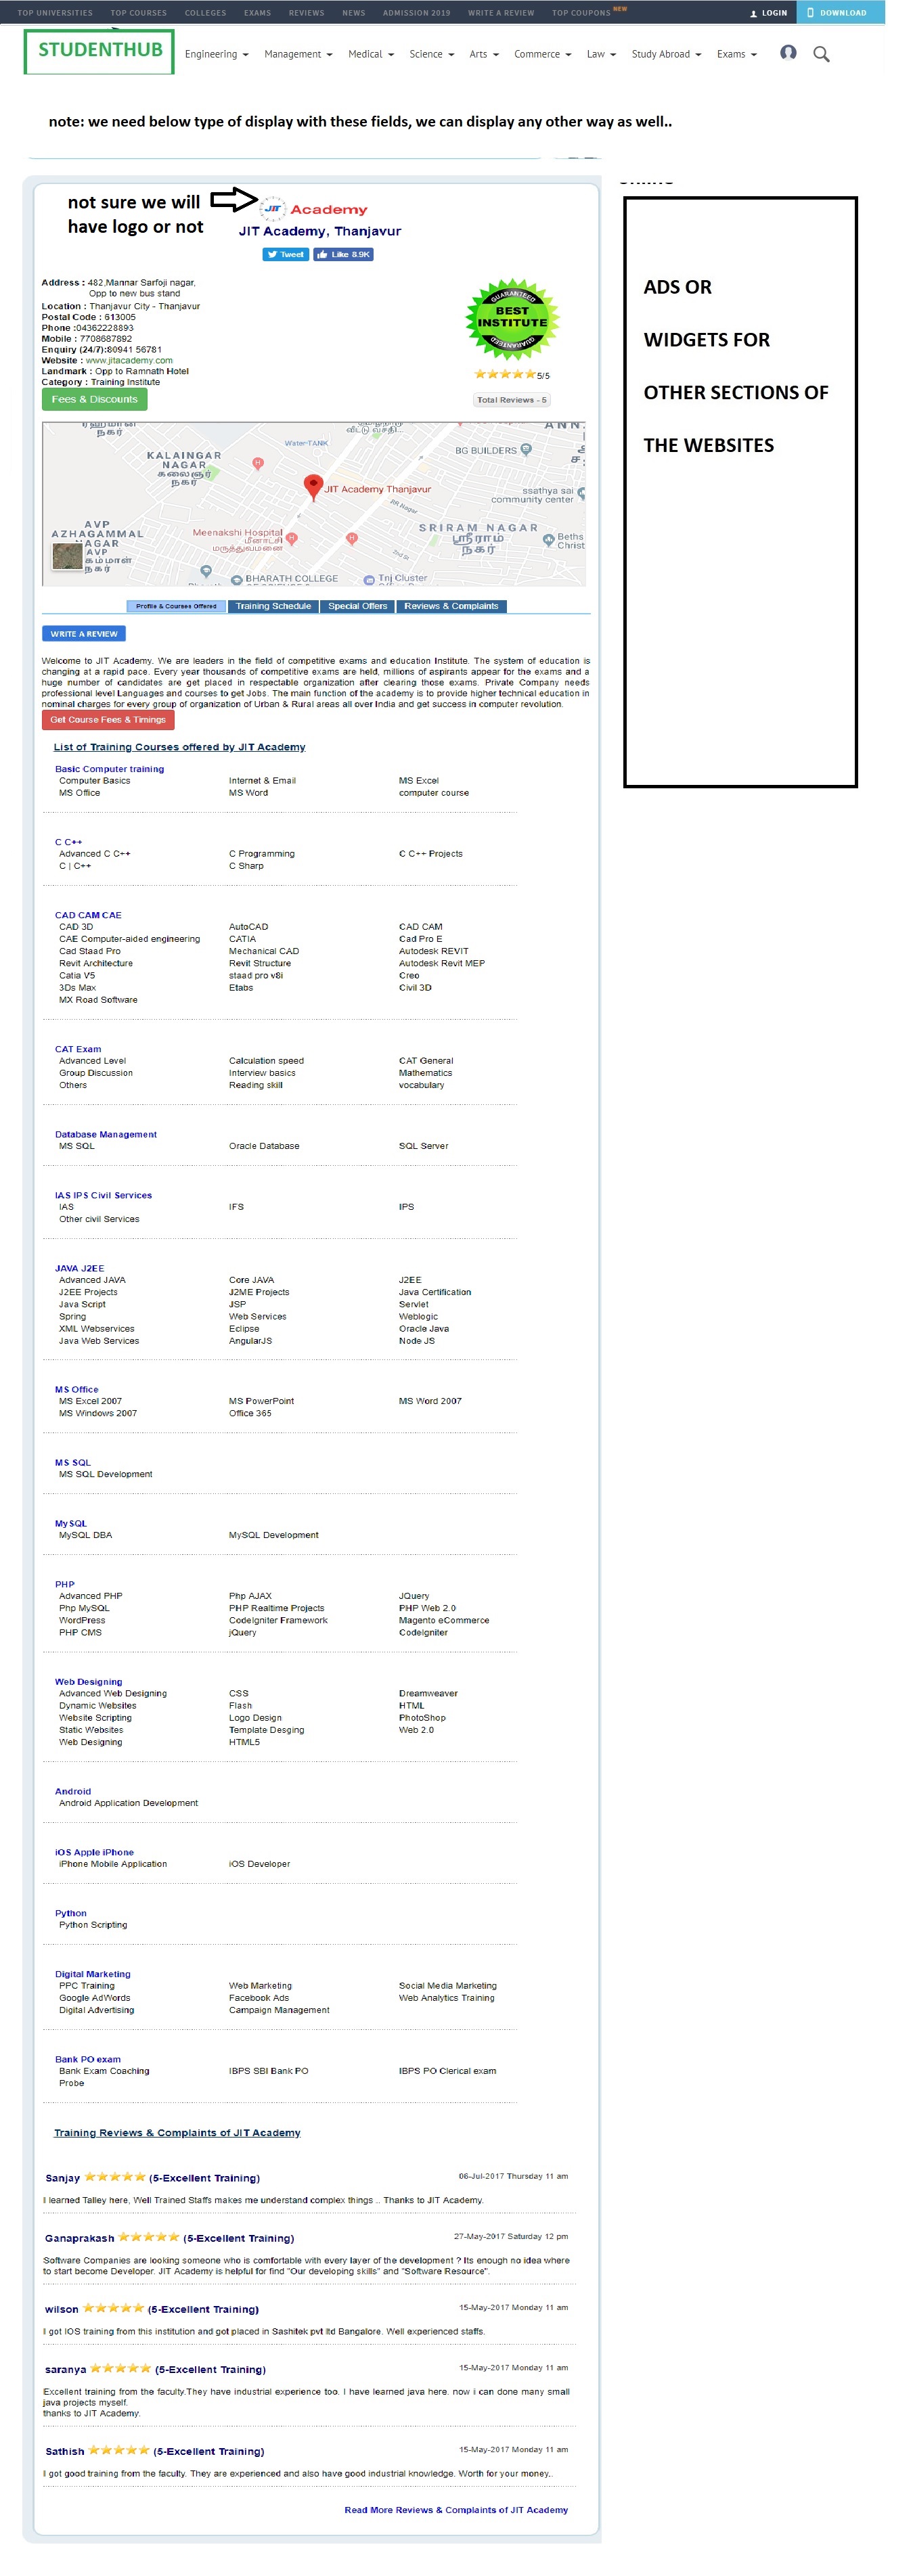 TOP UNIVERSITIES TOP COURSES COLLEGES EXAMS REVIEWS NEWS ADMISSION 2019 WRITE A REVIEW TOP COUPONS NEW LOGIN DOWNLOAD
STUDENTHUB
Engineering Management Medical Science Arts Commerce Law Study Abroad Exams
note: we need below type of display with these fields, we can display any other way as well..
not sure we will
have logo or not
JIT Academy
JIT Academy, Thanjavur
Tweet Like 8.9K
ADS OR
WIDGETS FOR
OTHER SECTIONS OF
THE WEBSITES
Address : 482,Mannar Sarfoji nagar,
Opp to new bus stand
Location : Thanjavur City - Thanjavur
Postal Code : 613005
Phone :04362228893
Mobile : 7708687892
Enquiry (24/7):80941 56781
Website : www.jitacademy.com
Landmark : Opp to Ramnath Hotel
Category : Training Institute
Fees & Discounts
GUARANTEED
BEST
INSTITUTE
GUARANTEED
5/5
Total Reviews - 5
நகர்
ANN
Water-TANK
BG BUILDERS
KALAINGAR
NAGAR
கலைஞர்
நகர்
JIT Academy Thanjavur
ssathya sai
community center
RR Nagar
AVP
AZHAGAMMAL
NAGAR
AVP
அம்மாள்
நகர்
Meenakshi Hospital
மீனாட்சி
மருத்துவமனை
SRIRAM NAGAR
ஸ்ரீராம்
நகர்
Beths
Christ
2nd St
BHARATH COLLEGE
Tnj Cluster
Profile & Courses Offered Training Schedule Special Offers Reviews & Complaints
WRITE A REVIEW
Welcome to JIT Academy. We are leaders in the field of competitive exams and education Institute. The system of education is
changing at a rapid pace. Every year thousands of competitive exams are held, millions of aspirants appear for the exams and a
huge number of candidates are get placed in respectable organization after clearing those exams. Private Company needs
professional level Languages and courses to get Jobs. The main function of the academy is to provide higher technical education in
nominal charges for every group of organization of Urban & Rural areas all over India and get success in computer revolution.
Get Course Fees & Timings
List of Training Courses offered by JIT Academy
Basic Computer training
Computer Basics Internet & Email MS Excel
MS Office MS Word computer course
C C++
Advanced C C++ C Programming C C++ Projects
C | C++ C Sharp
CAD CAM CAE
CAD 3D AutoCAD CAD CAM
CAE Computer-aided engineering CATIA Cad Pro E
Cad Staad Pro Mechanical CAD Autodesk REVIT
Revit Architecture Revit Structure Autodesk Revit MEP
Catia V5 staad pro v8i Creo
3Ds Max Etabs Civil 3D
MX Road Software
CAT Exam
Advanced Level Calculation speed CAT General
Group Discussion Interview basics Mathematics
Others Reading skill vocabulary
Database Management
MS SQL Oracle Database SQL Server
IAS IPS Civil Services
IAS IFS IPS
Other civil Services
JAVA J2EE
Advanced JAVA Core JAVA J2EE
J2EE Projects J2ME Projects Java Certification
Java Script JSP Servlet
Spring Web Services Weblogic
XML Webservices Eclipse Oracle Java
Java Web Services AngularJS Node JS
MS Office
MS Excel 2007 MS PowerPoint MS Word 2007
MS Windows 2007 Office 365
MS SQL
MS SQL Development
MySQL
MySQL DBA MySQL Development
PHP
Advanced PHP Php AJAX JQuery
Php MySQL PHP Realtime Projects PHP Web 2.0
WordPress CodeIgniter Framework Magento eCommerce
PHP CMS jQuery CodeIgniter
Web Designing
Advanced Web Designing CSS Dreamweaver
Dynamic Websites Flash HTML
Website Scripting Logo Design PhotoShop
Static Websites Template Desging Web 2.0
Web Designing HTML5
Android
Android Application Development
iOS Apple iPhone
iPhone Mobile Application iOS Developer
Python
Python Scripting
Digital Marketing
PPC Training Web Marketing Social Media Marketing
Google AdWords Facebook Ads Web Analytics Training
Digital Advertising Campaign Management
Bank PO exam
Bank Exam Coaching IBPS SBI Bank PO IBPS PO Clerical exam
Probe
Training Reviews & Complaints of JIT Academy
Sanjay (5-Excellent Training) 06-Jul-2017 Thursday 11 am
I learned Talley here, Well Trained Staffs makes me understand complex things .. Thanks to JIT Academy.
Ganaprakash (5-Excellent Training) 27-May-2017 Saturday 12 pm
Software Companies are looking someone who is comfortable with every layer of the development ? Its enough no idea where
to start become Developer. JIT Academy is helpful for find "Our developing skills" and "Software Resource".
wilson (5-Excellent Training) 15-May-2017 Monday 11 am
I got IOS training from this institution and got placed in Sashitek pvt ltd Bangalore. Well experienced staffs.
saranya (5-Excellent Training) 15-May-2017 Monday 11 am
Excellent training from the faculty.They have industrial experience too. I have learned java here. now i can done many small
java projects myself.
thanks to JIT Academy.
Sathish (5-Excellent Training) 15-May-2017 Monday 11 am
I got good training from the faculty. They are experienced and also have good industrial knowledge. Worth for your money..
Read More Reviews & Complaints of JIT Academy